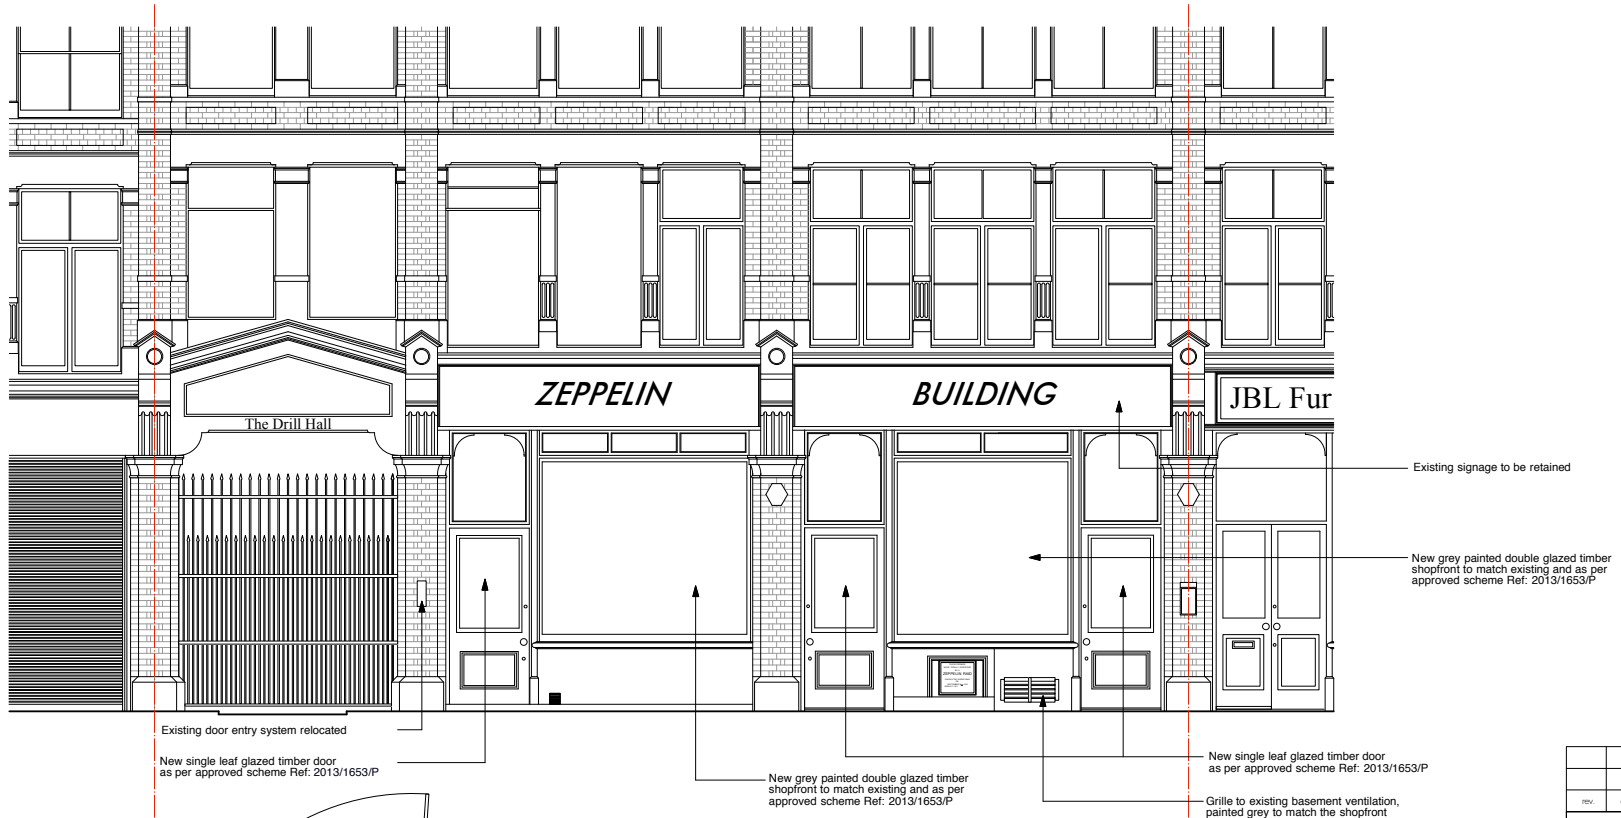 ZEPPELIN
BUILDING
JBL Fur
The Drill Hall
Existing signage to be retained
New grey painted double glazed timber
shopfront to match existing and as per
approved scheme Ref: 2013/1653/P
ZEPPELIN RAID
Existing door entry system relocated
New single leaf glazed timber door
as per approved scheme Ref: 2013/1653/P
New grey painted double glazed timber
shopfront to match existing and as per
approved scheme Ref: 2013/1653/P
New single leaf glazed timber door
as per approved scheme Ref: 2013/1653/P
Grille to existing basement ventilation,
painted grey to match the shopfront
rev.